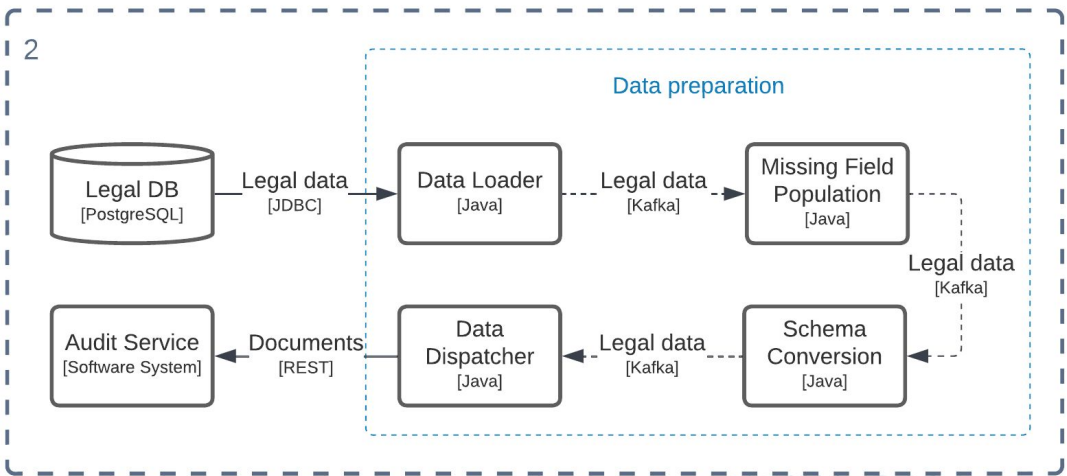 2
Data preparation
Legal DB
[PostgreSQL]
Legal data
[JDBC]
Data Loader
[Java]
Legal data
[Kafka]
Missing Field
Population
[Java]
Legal data
[Kafka]
Schema
Conversion
[Java]
Legal data
[Kafka]
Data
Dispatcher
[Java]
Documents
[REST]
Audit Service
[Software System]